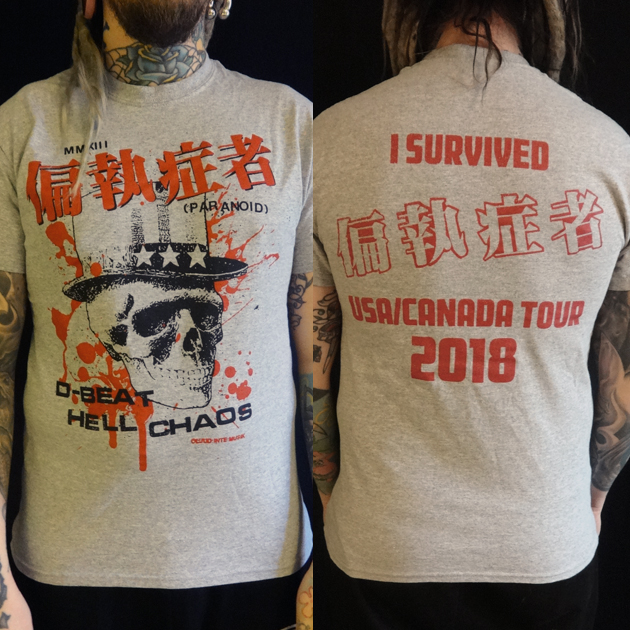 MMXIII
偏執症者
(PARANOID)
D-BEAT
HELL CHAOS
I SURVIVED
偏執症者
USA/CANADA TOUR
2018